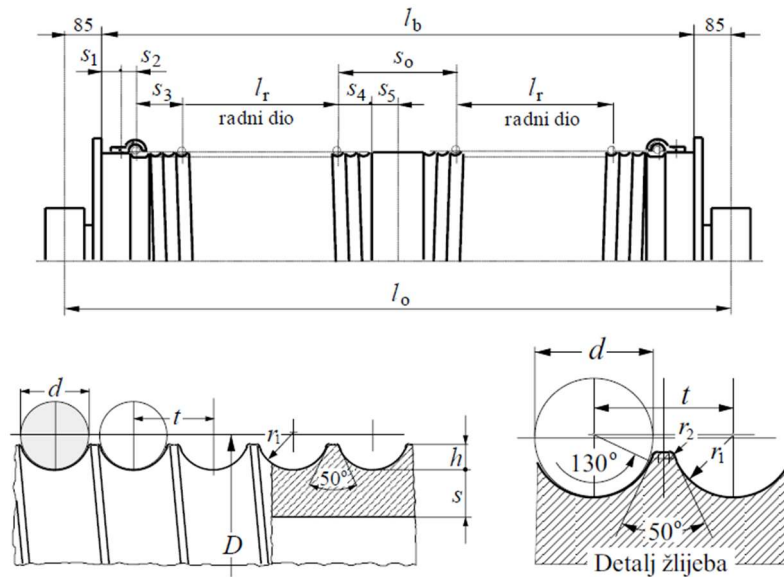 85 l_b 85
s_1 s_2 s_o
s_3 l_r s_4 s_5 l_r
radni dio radni dio
l_o
d t r_1 h
50° s
D
d
t
r_2
130° r_1
50°
Detalj žlijeba